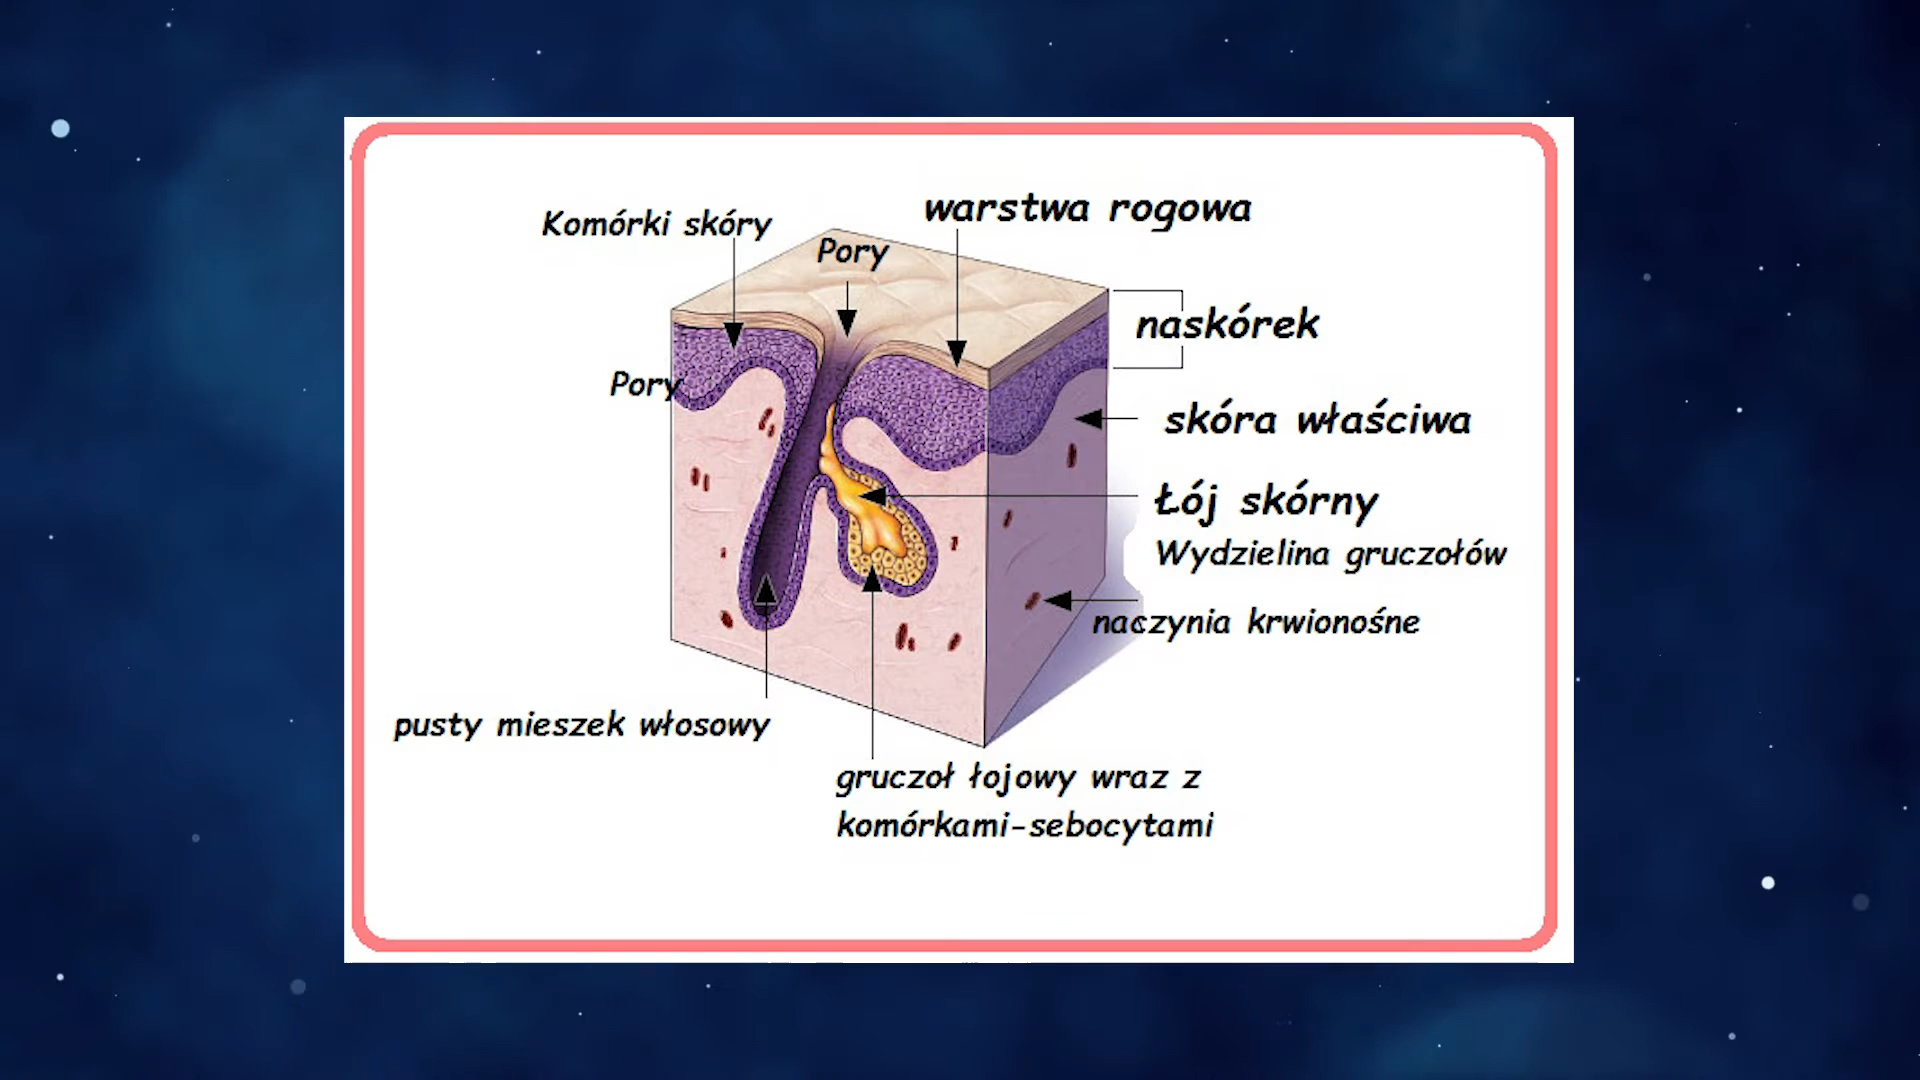 Komórki skóry
warstwa rogowa
Pory
naskórek
Pory
skóra właściwa
Łój skórny
Wydzielina gruczołów
naczynia krwionośne
pusty mieszek włosowy
gruczoł łojowy wraz z
komórkami-sebocytami